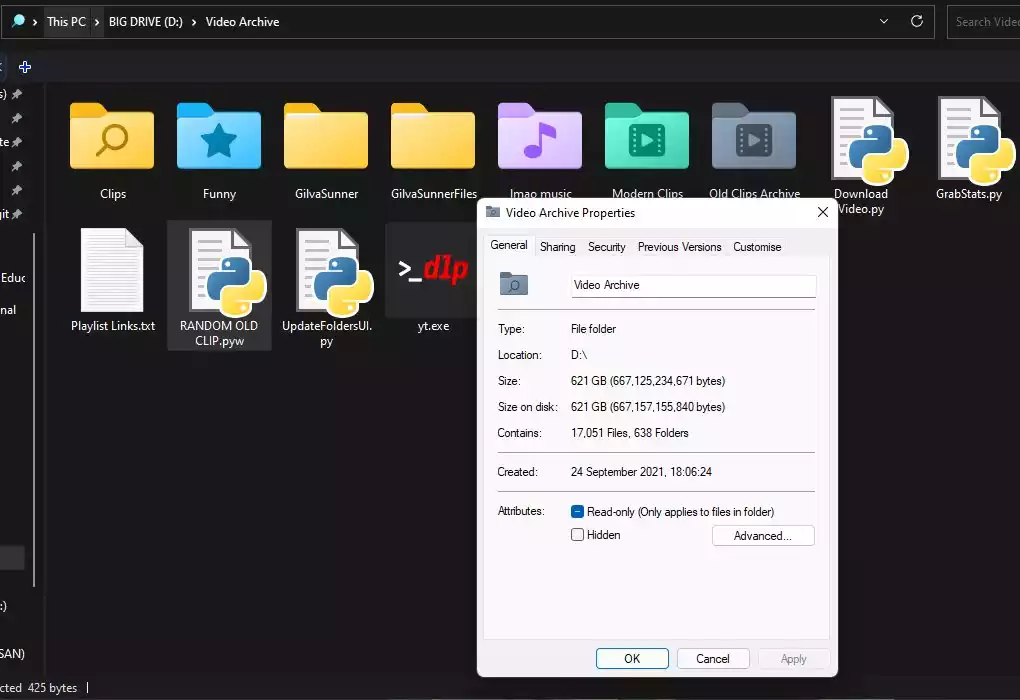 This PC > BIG DRIVE (D:) > Video Archive
Search Video
s)
te
git
Educ
nal
:)
SAN)
Clips
Funny
GilvaSunner
GilvaSunnerFiles
lmao music
Modern Clips
Old Clips Archive
Download
Video.py
GrabStats.py
Playlist Links.txt
RANDOM OLD
CLIP.pyw
UpdateFoldersUI.
py
>_dlp
yt.exe
Video Archive Properties
General Sharing Security Previous Versions Customise
Video Archive
Type: File folder
Location: D:\
Size: 621 GB (667,125,234,671 bytes)
Size on disk: 621 GB (667,157,155,840 bytes)
Contains: 17,051 Files, 638 Folders
Created: 24 September 2021, 18:06:24
Attributes: Read-only (Only applies to files in folder)
Hidden
Advanced...
OK Cancel Apply
cted 425 bytes